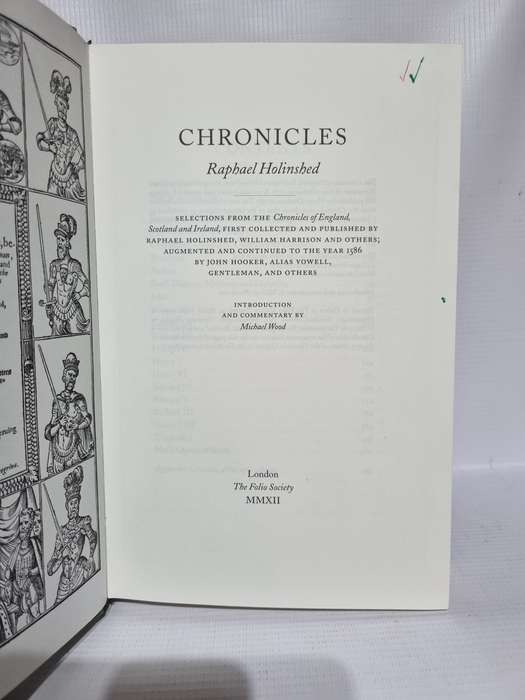 CHRONICLES
Raphael Holinshed
SELECTIONS FROM THE Chronicles of England,
Scotland and Ireland, FIRST COLLECTED AND PUBLISHED BY
RAPHAEL HOLINSHED, WILLIAM HARRISON AND OTHERS;
AUGMENTED AND CONTINUED TO THE YEAR 1586
BY JOHN HOOKER, ALIAS VOWELL,
GENTLEMAN, AND OTHERS
INTRODUCTION
AND COMMENTARY BY
Michael Wood
London
The Folio Society
MMXII